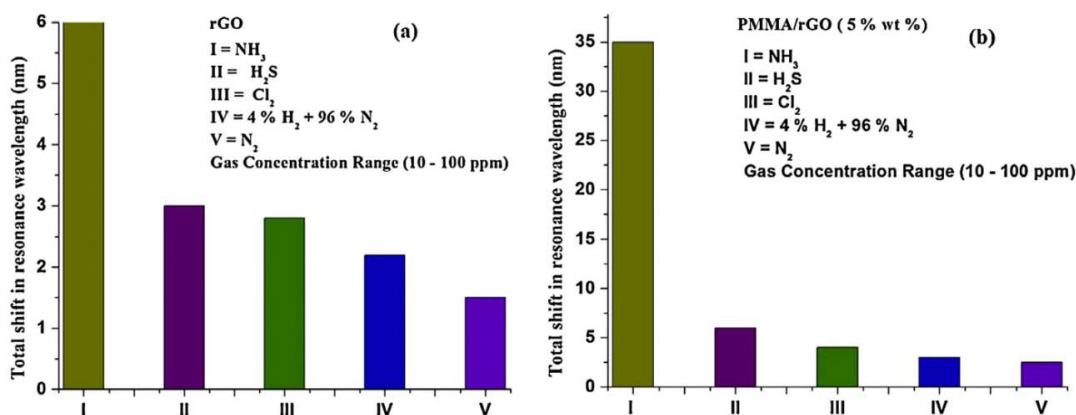 Total shift in resonance wavelength (nm)
6
5
4
3
2
1
0
rGO
(a)
I = NH₃
II = H₂S
III = Cl₂
IV = 4 % H₂ + 96 % N₂
V = N₂
Gas Concentration Range (10 - 100 ppm)
I II III IV V
Total shift in resonance wavelength (nm)
35
30
25
20
15
10
5
0
PMMA/rGO ( 5 % wt %)
(b)
I = NH₃
II = H₂S
III = Cl₂
IV = 4 % H₂ + 96 % N₂
V = N₂
Gas Concentration Range (10 - 100 ppm)
I II III IV V